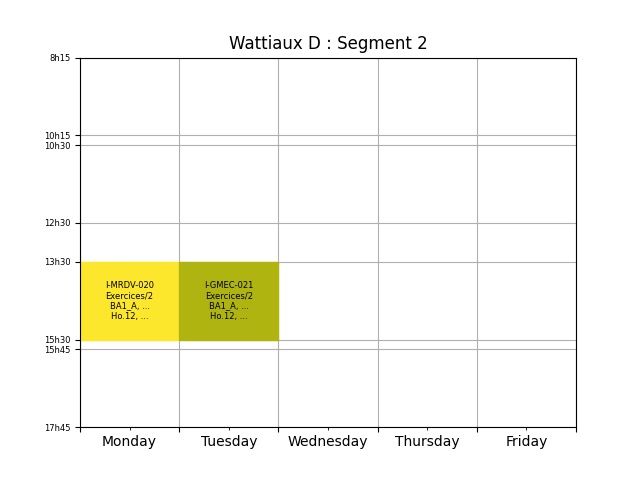 Wattiaux D : Segment 2
8h15
10h15
10h30
12h30
13h30
I-MRDV-020
Exercices/2
BA1_A, ...
Ho.12, ...
I-GMEC-021
Exercices/2
BA1_A, ...
Ho.12, ...
15h30
15h45
17h45
Monday Tuesday Wednesday Thursday Friday